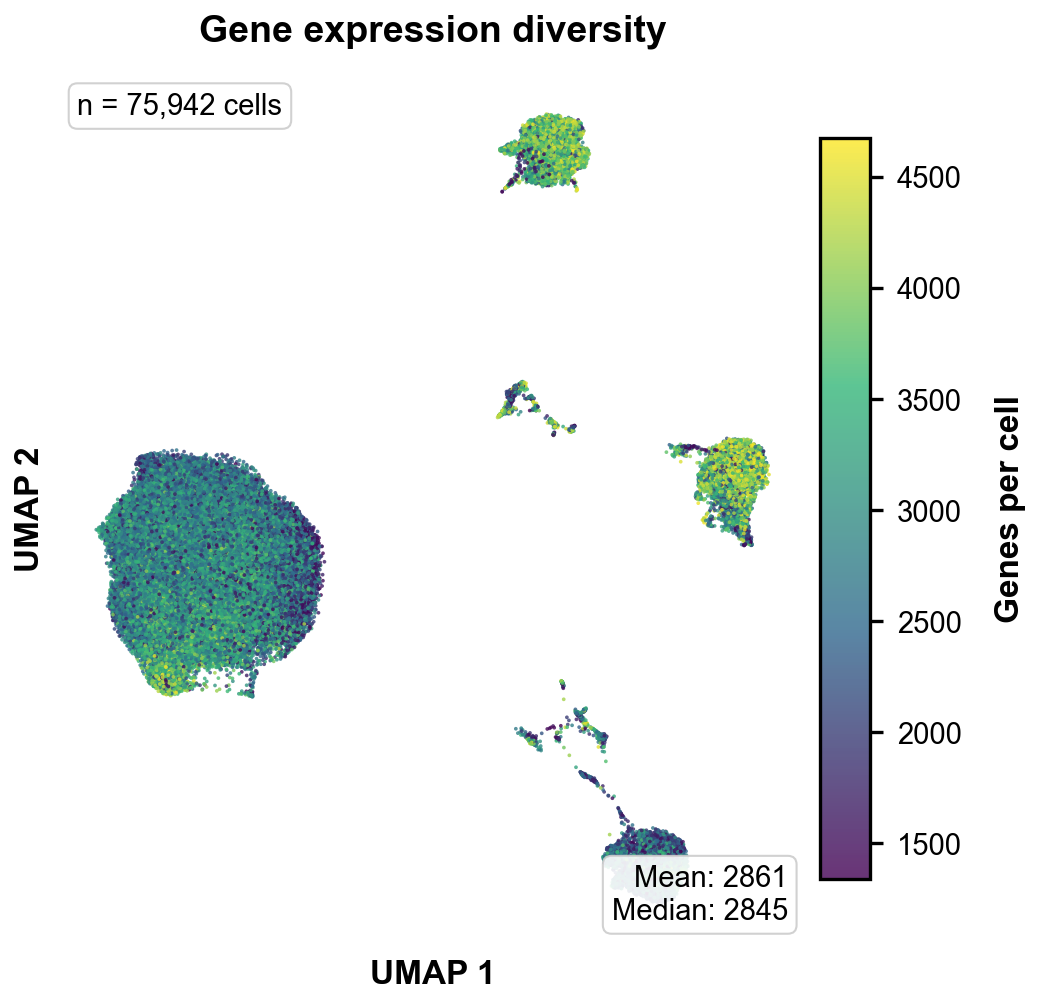 Gene expression diversity
n = 75,942 cells
4500
4000
3500
3000
2500
2000
1500
Genes per cell
UMAP 2
Mean: 2861
Median: 2845
UMAP 1